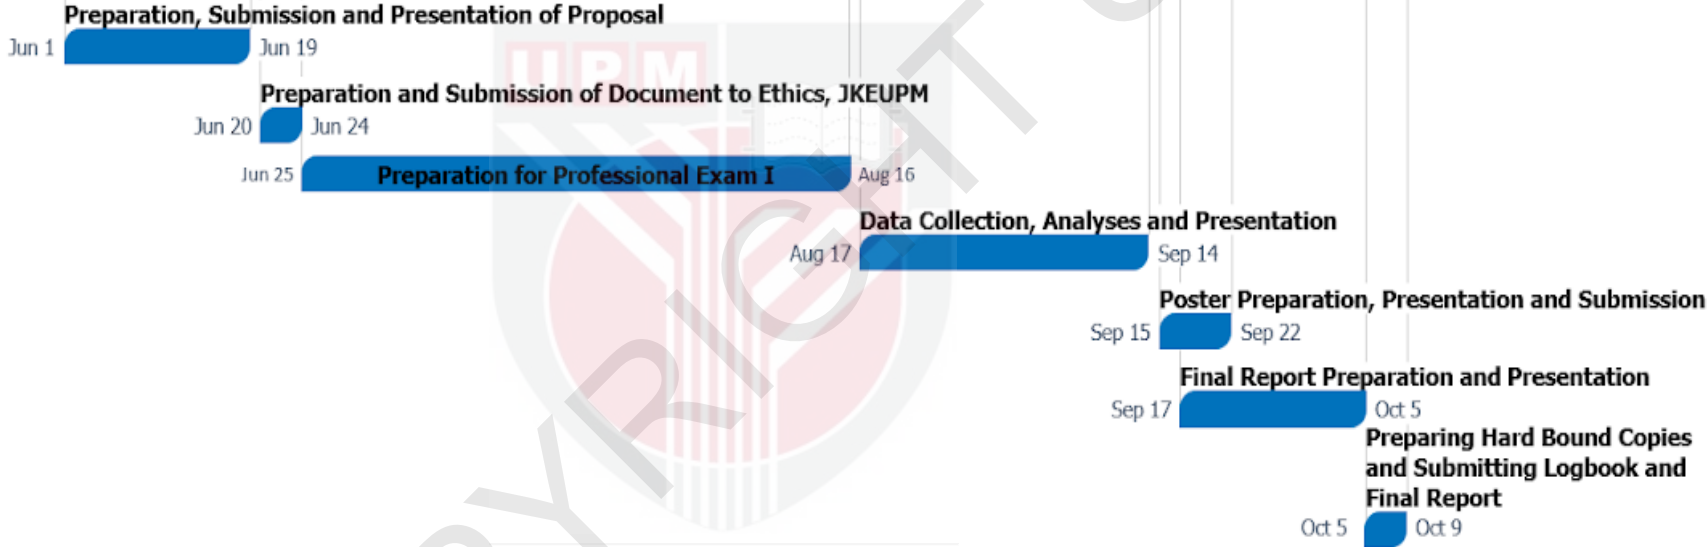 Preparation, Submission and Presentation of Proposal
Jun 1 Jun 19
Preparation and Submission of Document to Ethics, JKEUPM
Jun 20 Jun 24
Jun 25 Preparation for Professional Exam I Aug 16
Data Collection, Analyses and Presentation
Aug 17 Sep 14
Poster Preparation, Presentation and Submission
Sep 15 Sep 22
Final Report Preparation and Presentation
Sep 17 Oct 5
Preparing Hard Bound Copies
and Submitting Logbook and
Final Report
Oct 5 Oct 9
UPM
PYRIGHT